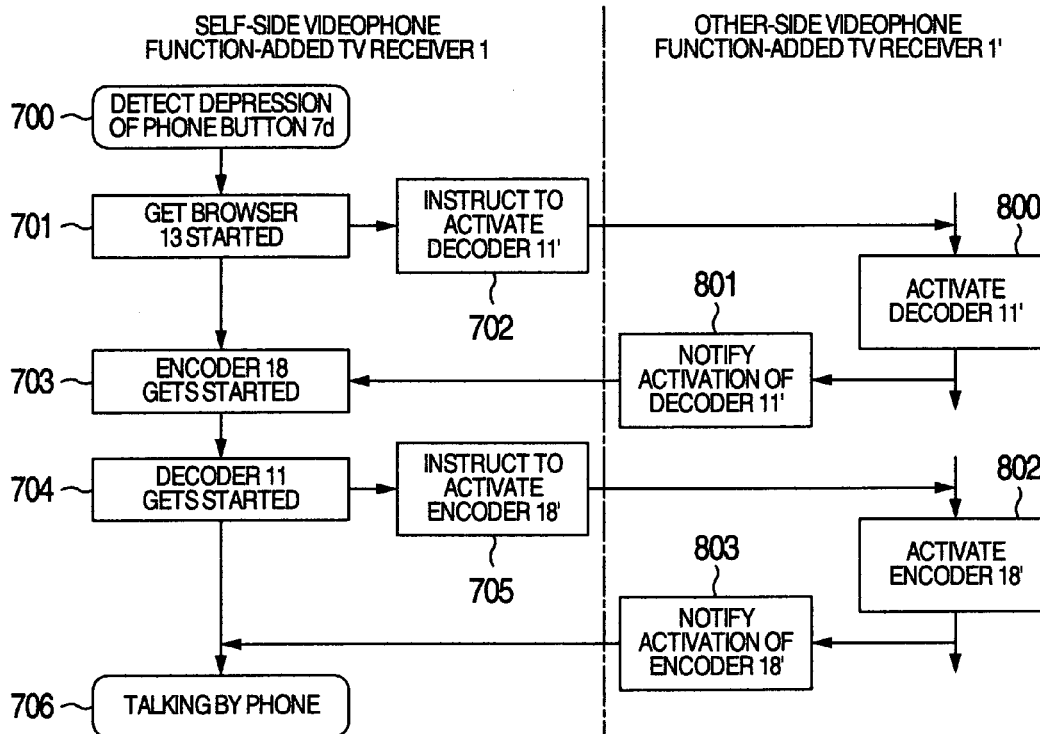 SELF-SIDE VIDEOPHONE
FUNCTION-ADDED TV RECEIVER 1
OTHER-SIDE VIDEOPHONE
FUNCTION-ADDED TV RECEIVER 1'
700
DETECT DEPRESSION
OF PHONE BUTTON 7d
701
GET BROWSER
13 STARTED
INSTRUCT TO
ACTIVATE
DECODER 11'
702
800
ACTIVATE
DECODER 11'
801
NOTIFY
ACTIVATION OF
DECODER 11'
703
ENCODER 18
GETS STARTED
704
DECODER 11
GETS STARTED
INSTRUCT TO
ACTIVATE
ENCODER 18'
705
802
ACTIVATE
ENCODER 18'
803
NOTIFY
ACTIVATION OF
ENCODER 18'
706
TALKING BY PHONE